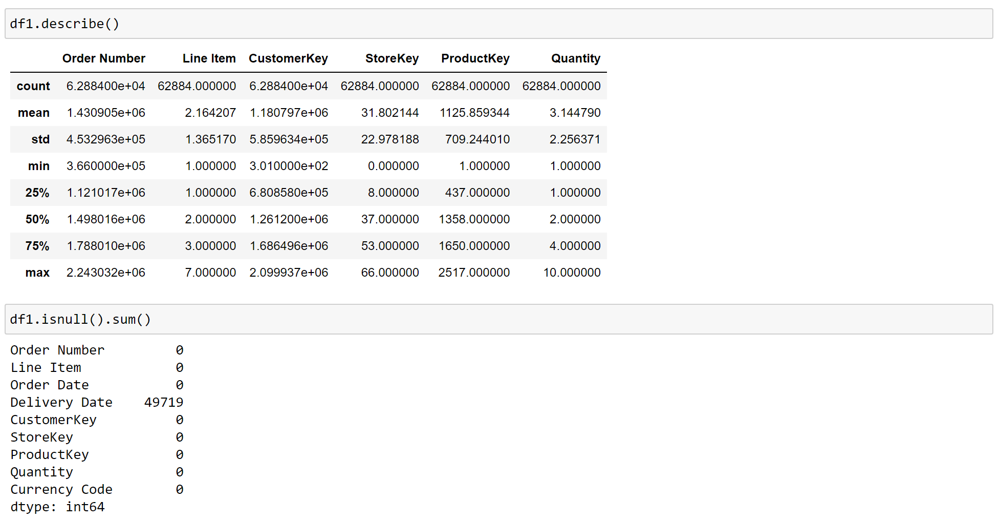 df1.describe()
Order Number Line Item CustomerKey StoreKey ProductKey Quantity
count 6.288400e+04 62884.000000 6.288400e+04 62884.000000 62884.000000 62884.000000
mean 1.430905e+06 2.164207 1.180797e+06 31.802144 1125.859344 3.144790
std 4.532963e+05 1.365170 5.859634e+05 22.978188 709.244010 2.256371
min 3.660000e+05 1.000000 3.010000e+02 0.000000 1.000000 1.000000
25% 1.121017e+06 1.000000 6.808580e+05 8.000000 437.000000 1.000000
50% 1.498016e+06 2.000000 1.261200e+06 37.000000 1358.000000 2.000000
75% 1.788010e+06 3.000000 1.686496e+06 53.000000 1650.000000 4.000000
max 2.243032e+06 7.000000 2.099937e+06 66.000000 2517.000000 10.000000
df1.isnull().sum()
Order Number 0
Line Item 0
Order Date 0
Delivery Date 49719
CustomerKey 0
StoreKey 0
ProductKey 0
Quantity 0
Currency Code 0
dtype: int64